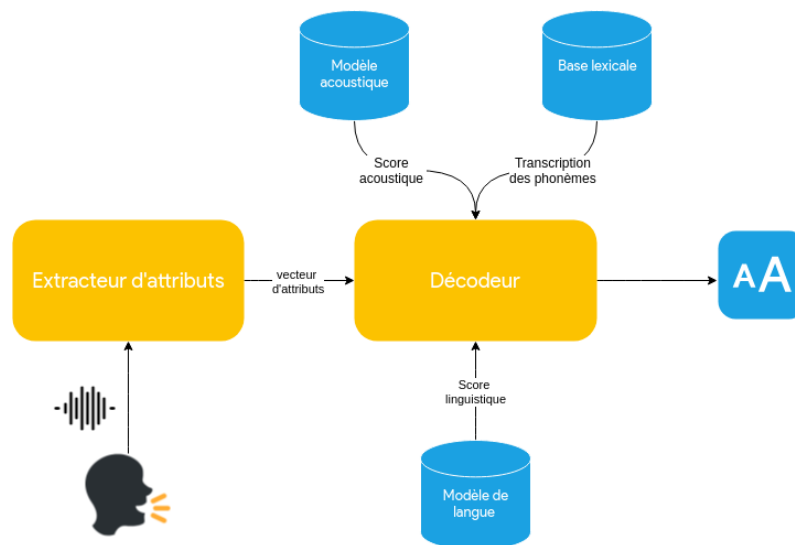 Modèle
acoustique
Base lexicale
Score
acoustique
Transcription
des phonèmes
Extracteur d'attributs
vecteur
d'attributs
Décodeur
AA
Score
linguistique
Modèle de
langue